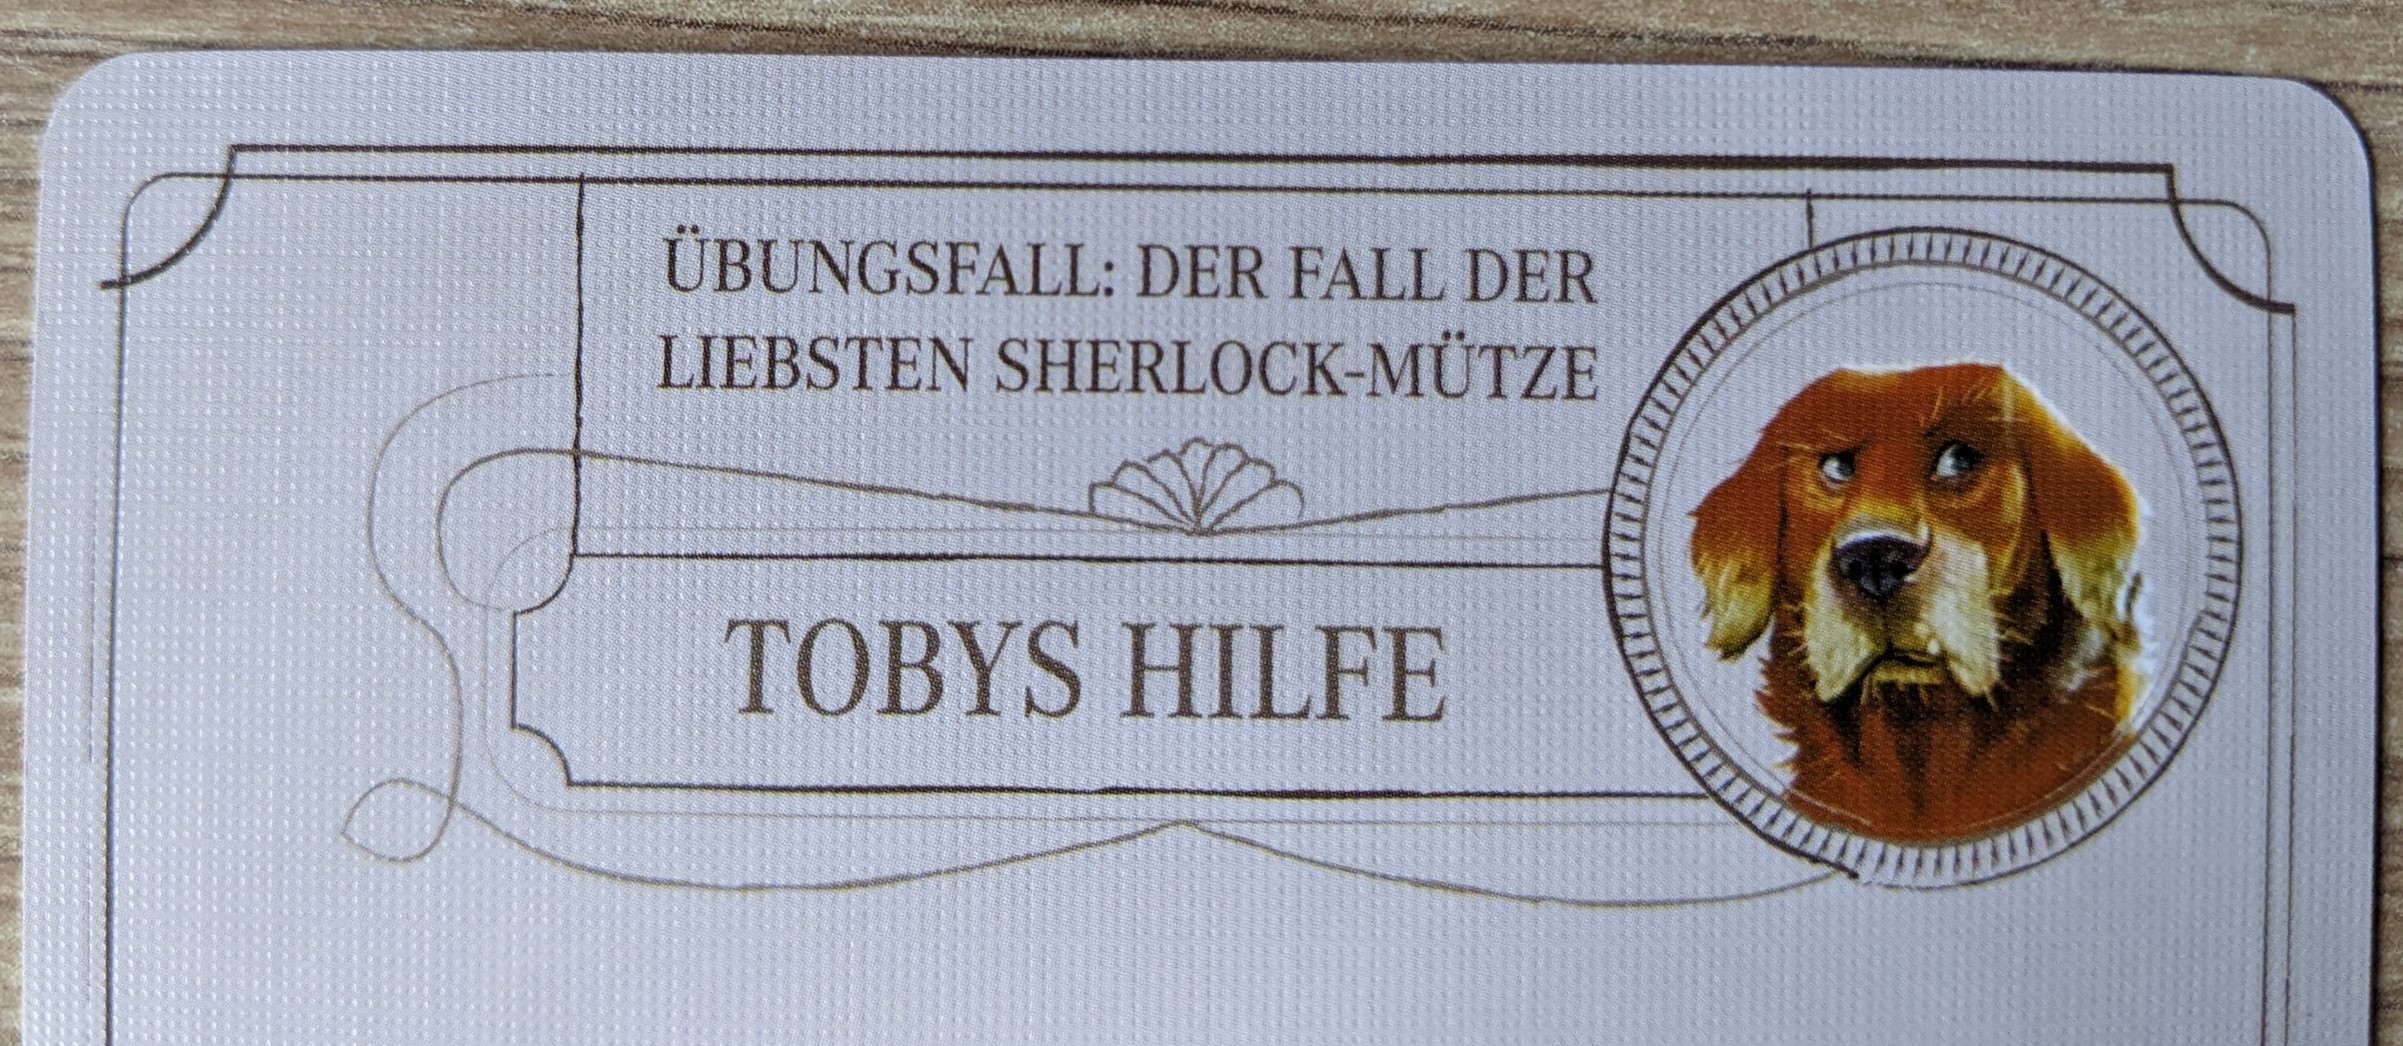 ÜBUNGSFALL: DER FALL DER
LIEBSTEN SHERLOCK-MÜTZE
TOBYS HILFE